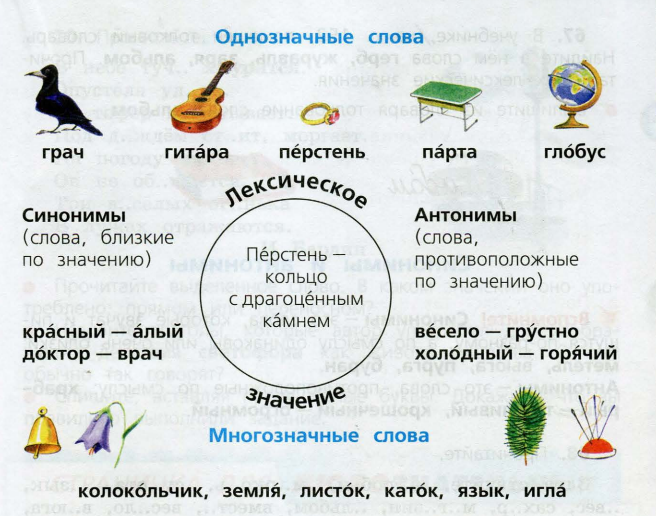 Однозначные слова
грач гита́ра пе́рстень па́рта гло́бус
Лексическое
Синонимы
(слова, близкие
по значению)
кра́сный — а́лый
до́ктор — врач
Пе́рстень —
кольцо
с драгоце́нным
ка́мнем
Антонимы
(слова,
противоположные
по значению)
ве́село — гру́стно
холо́дный — горя́чий
значение
Многозначные слова
колоко́льчик, земля́, листо́к, като́к, язы́к, игла́